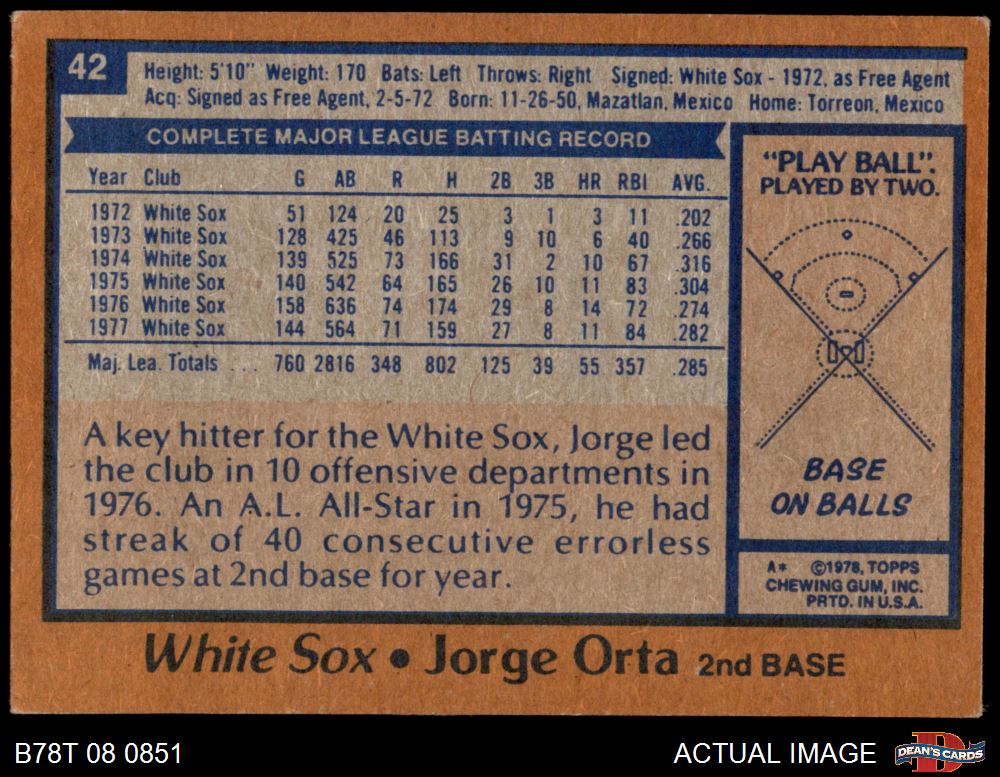 42
Height: 5'10" Weight: 170 Bats: Left Throws: Right Signed: White Sox - 1972, as Free Agent
Acq: Signed as Free Agent, 2-5-72 Born: 11-26-50, Mazatlan, Mexico Home: Torreon, Mexico
COMPLETE MAJOR LEAGUE BATTING RECORD
Year Club G AB R H 2B 3B HR RBI AVG.
1972 White Sox 51 124 20 25 3 1 3 11 .202
1973 White Sox 128 425 46 113 9 10 6 40 .266
1974 White Sox 139 525 73 166 31 2 10 67 .316
1975 White Sox 140 542 64 165 26 10 11 83 .304
1976 White Sox 158 636 74 174 29 8 14 72 .274
1977 White Sox 144 564 71 159 27 8 11 84 .282
Maj. Lea. Totals . . . 760 2816 348 802 125 39 55 357 .285
A key hitter for the White Sox, Jorge led
the club in 10 offensive departments in
1976. An A.L. All-Star in 1975, he had
streak of 40 consecutive errorless
games at 2nd base for year.
"PLAY BALL".
PLAYED BY TWO.
BASE
ON BALLS
A* ©1978, TOPPS
CHEWING GUM, INC.
PRTD. IN U.S.A.
White Sox • Jorge Orta 2nd BASE
B78T 08 0851
ACTUAL IMAGE
DEAN'S CARDS